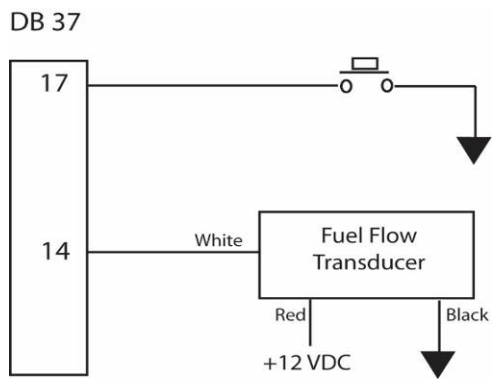 DB 37
17
14
White
Fuel Flow
Transducer
Red
Black
+12 VDC